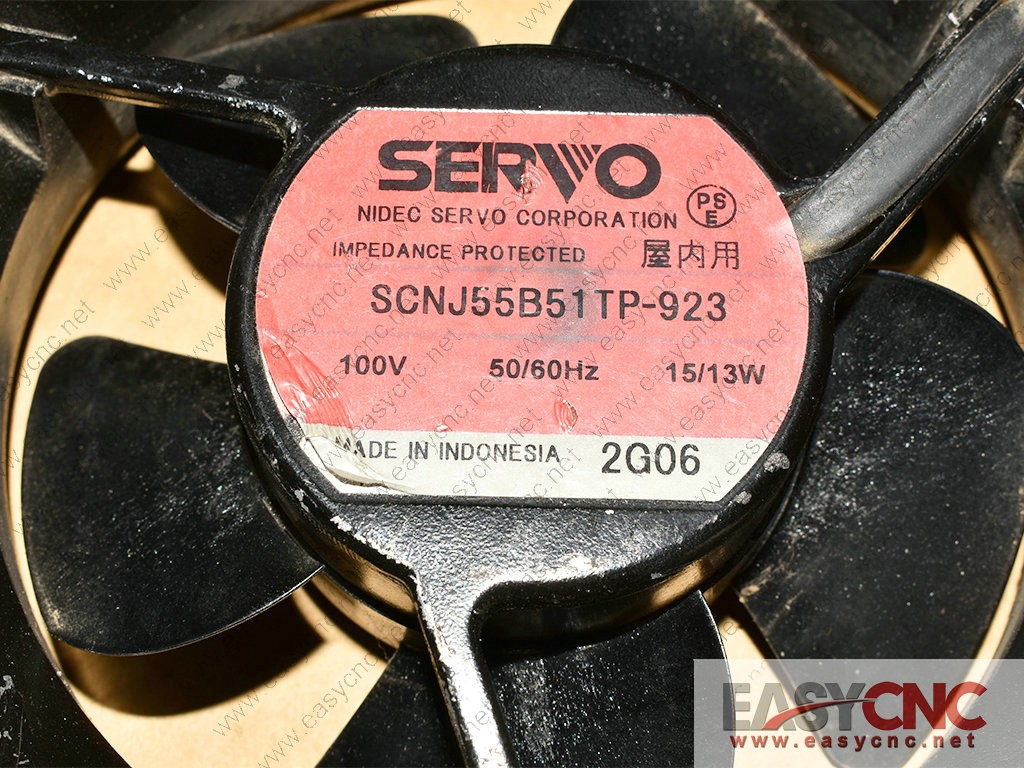 SERVO
NIDEC SERVO CORPORATION
PS
E
IMPEDANCE PROTECTED 屋内用
SCNJ55B51TP-923
100V 50/60Hz 15/13W
MADE IN INDONESIA 2G06
EASYCNC
www.easycnc.net